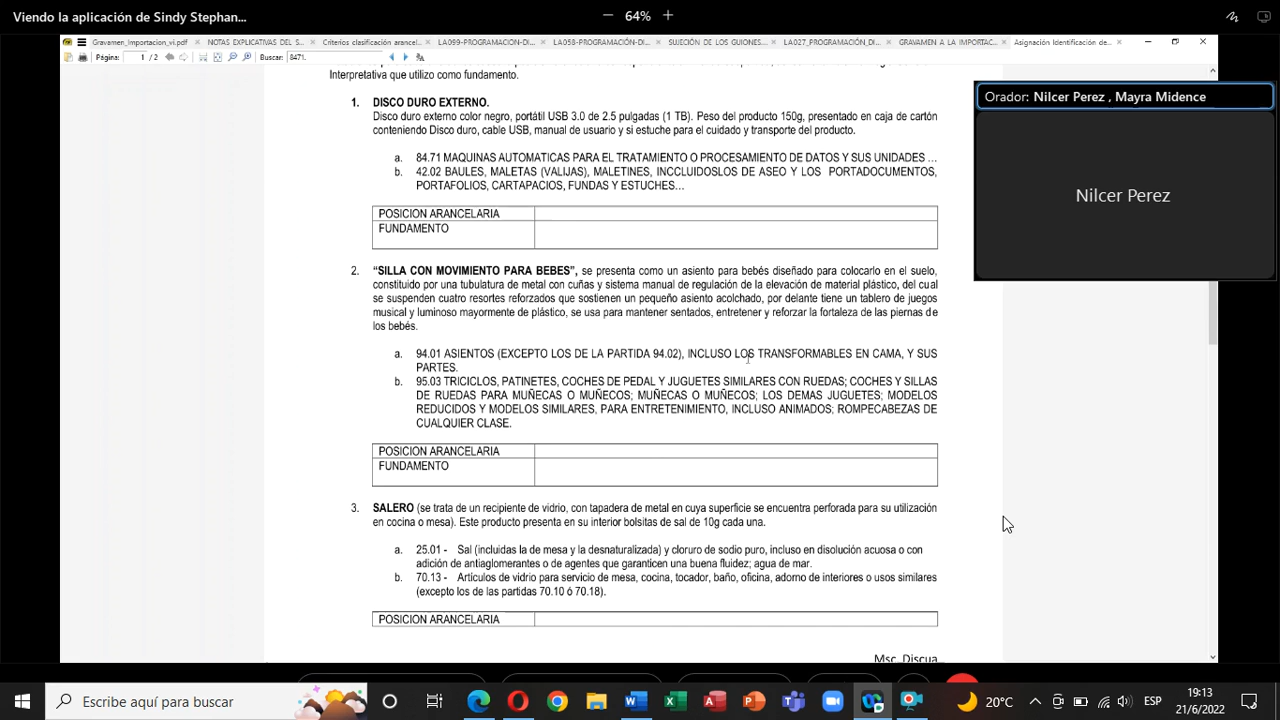 Viendo la aplicación de Sindy Stephan...
64%
Gravamen_Importacion_vi.pdf
NOTAS EXPLICATIVAS DEL S...
Criterios clasificación arancel...
LA099-PROGRAMACION-DI...
LA058-PROGRAMACIÓN-DI...
SUJECIÓN DE LOS GUIONES...
LA027_PROGRAMACIÓN_DI...
GRAVAMEN A LA IMPORTAC...
Asignación Identificación de...
Página: 1 / 2
Buscar: 8471.
Interpretativa que utilizo como fundamento.
1. DISCO DURO EXTERNO.
Disco duro externo color negro, portátil USB 3.0 de 2.5 pulgadas (1 TB). Peso del producto 150g, presentado en caja de cartón
conteniendo Disco duro, cable USB, manual de usuario y si estuche para el cuidado y transporte del producto.
a. 84.71 MAQUINAS AUTOMATICAS PARA EL TRATAMIENTO O PROCESAMIENTO DE DATOS Y SUS UNIDADES ...
b. 42.02 BAULES, MALETAS (VALIJAS), MALETINES, INCCLUIDOSLOS DE ASEO Y LOS PORTADOCUMENTOS,
PORTAFOLIOS, CARTAPACIOS, FUNDAS Y ESTUCHES...
POSICION ARANCELARIA
FUNDAMENTO
2. “SILLA CON MOVIMIENTO PARA BEBES”, se presenta como un asiento para bebés diseñado para colocarlo en el suelo,
constituido por una tubulatura de metal con cuñas y sistema manual de regulación de la elevación de material plástico, del cual
se suspenden cuatro resortes reforzados que sostienen un pequeño asiento acolchado, por delante tiene un tablero de juegos
musical y luminoso mayormente de plástico, se usa para mantener sentados, entretener y reforzar la fortaleza de las piernas de
los bebés.
a. 94.01 ASIENTOS (EXCEPTO LOS DE LA PARTIDA 94.02), INCLUSO LOS TRANSFORMABLES EN CAMA, Y SUS
PARTES.
b. 95.03 TRICICLOS, PATINETES, COCHES DE PEDAL Y JUGUETES SIMILARES CON RUEDAS; COCHES Y SILLAS
DE RUEDAS PARA MUÑECAS O MUÑECOS; MUÑECAS O MUÑECOS; LOS DEMAS JUGUETES; MODELOS
REDUCIDOS Y MODELOS SIMILARES, PARA ENTRETENIMIENTO, INCLUSO ANIMADOS; ROMPECABEZAS DE
CUALQUIER CLASE.
POSICION ARANCELARIA
FUNDAMENTO
3. SALERO (se trata de un recipiente de vidrio, con tapadera de metal en cuya superficie se encuentra perforada para su utilización
en cocina o mesa). Este producto presenta en su interior bolsitas de sal de 10g cada una.
a. 25.01 - Sal (incluidas la de mesa y la desnaturalizada) y cloruro de sodio puro, incluso en disolución acuosa o con
adición de antiaglomerantes o de agentes que garanticen una buena fluidez; agua de mar.
b. 70.13 - Artículos de vidrio para servicio de mesa, cocina, tocador, baño, oficina, adorno de interiores o usos similares
(excepto los de las partidas 70.10 ó 70.18).
POSICION ARANCELARIA
Msc. Discua
Orador: Nilcer Perez , Mayra Midence
Nilcer Perez
Escribe aquí para buscar
20°C
ESP
19:13
21/6/2022